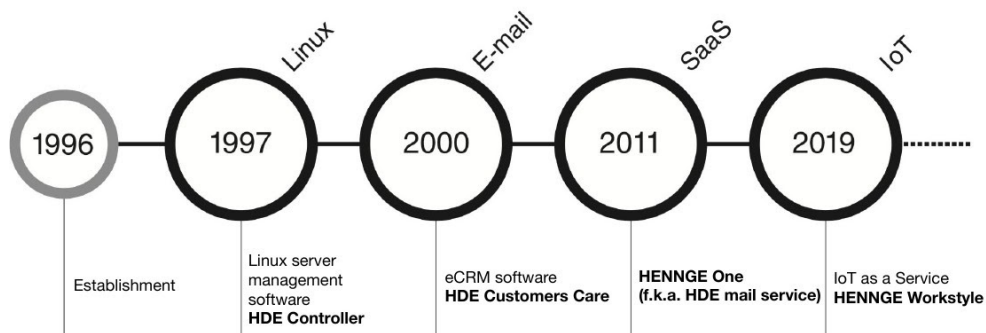 Linux
E-mail
SaaS
IoT
1996
1997
2000
2011
2019
Establishment
Linux server
management
software
HDE Controller
eCRM software
HDE Customers Care
HENNGE One
(f.k.a. HDE mail service)
IoT as a Service
HENNGE Workstyle